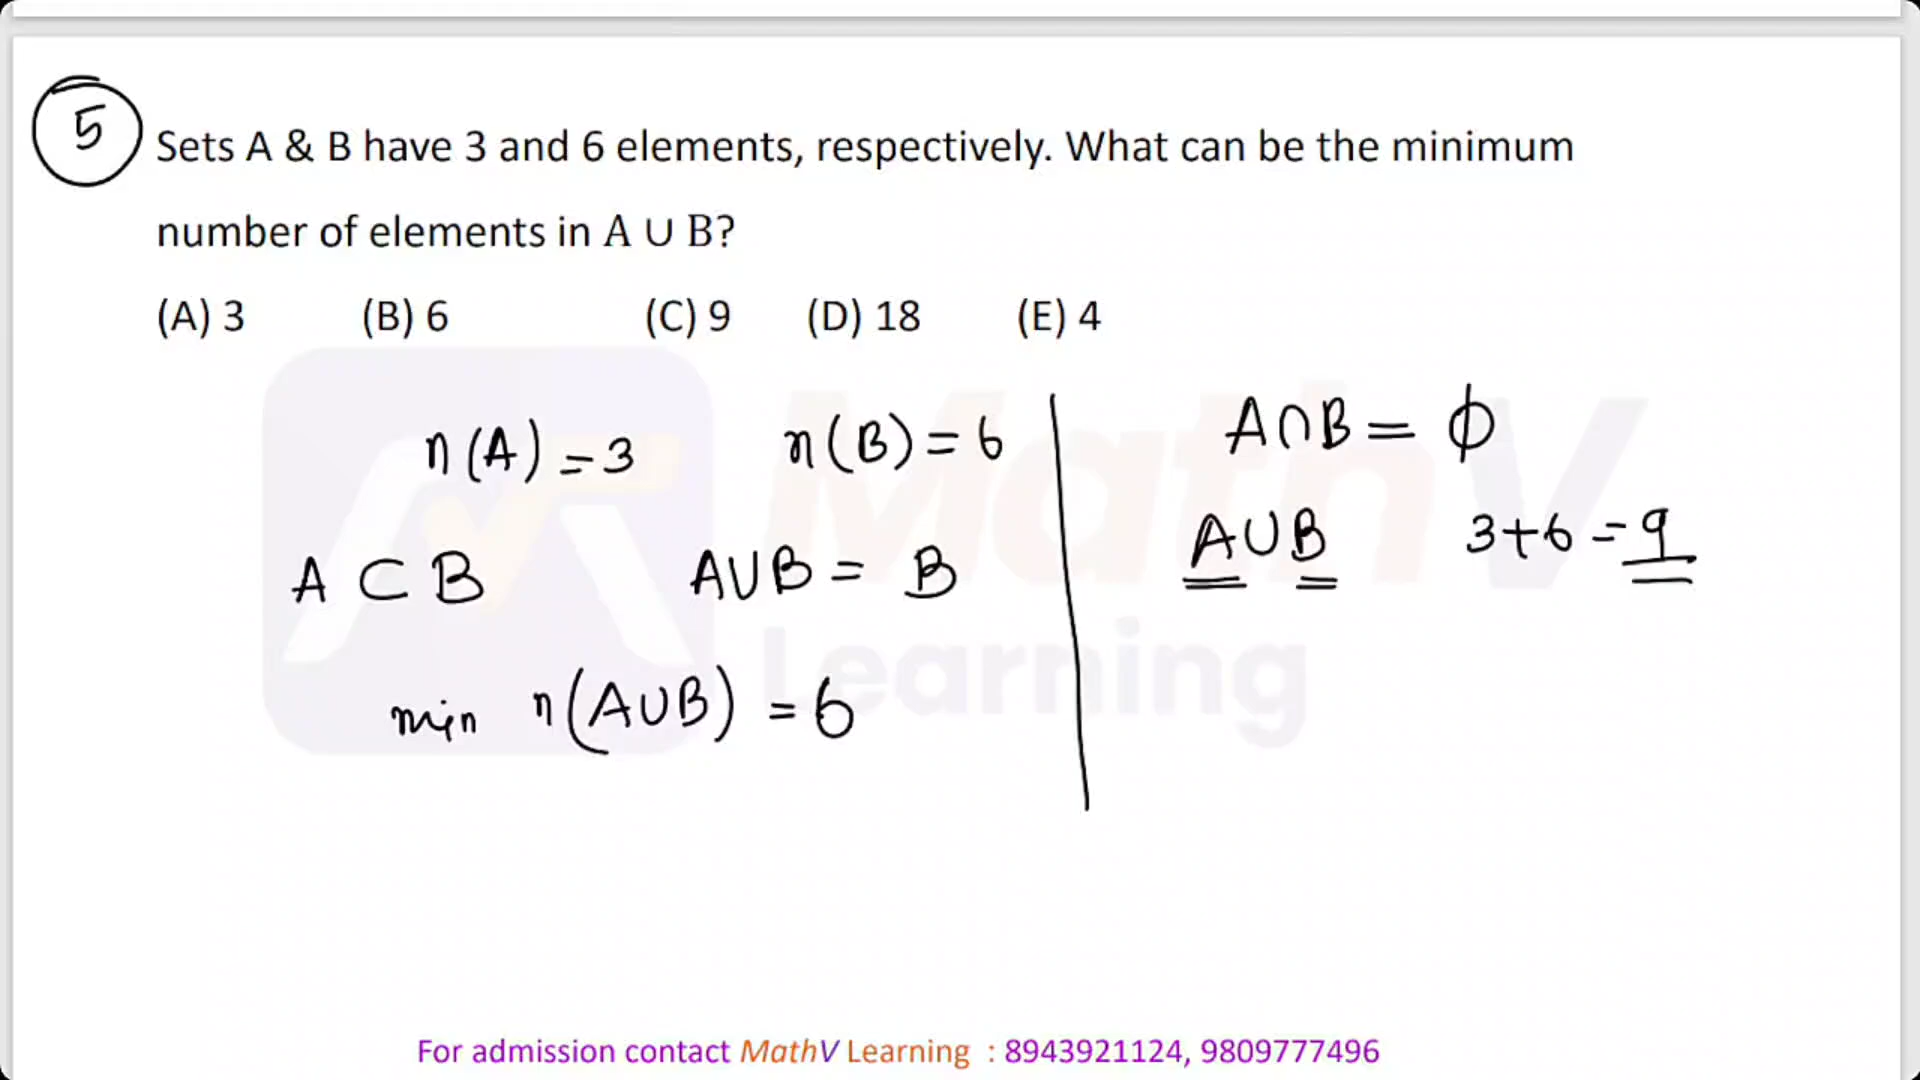 5
Sets A & B have 3 and 6 elements, respectively. What can be the minimum
number of elements in A ∪ B?
(A) 3 (B) 6 (C) 9 (D) 18 (E) 4
n(A) = 3 n(B) = 6
A ⊂ B A∪B = B
min n(A∪B) = 6
A∩B = ϕ
A∪B 3+6 = 9
MathV
Learning
For admission contact MathV Learning : 8943921124, 9809777496